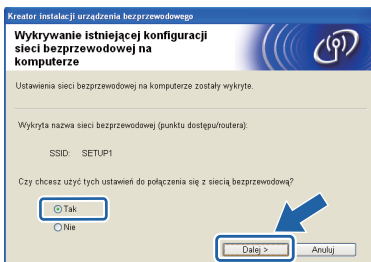 Kreator instalacji urządzenia bezprzewodowego
Wykrywanie istniejącej konfiguracji
sieci bezprzewodowej na
komputerze
Ustawienia sieci bezprzewodowej na komputerze zostały wykryte.
Wykryta nazwa sieci bezprzewodowej (punktu dostępu/routera):
SSID: SETUP1
Czy chcesz użyć tych ustawień do połączenia się z siecią bezprzewodową?
Tak
Nie
Dalej > Anuluj